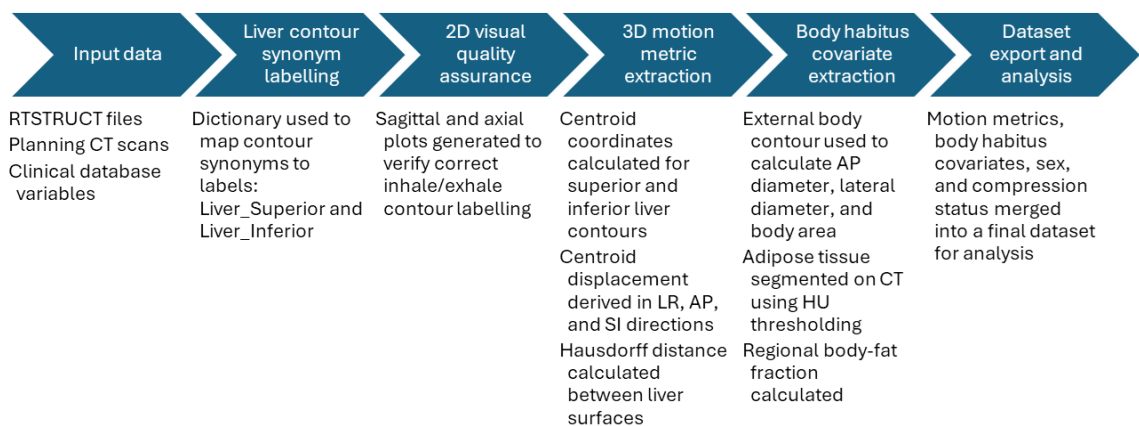 Input data
Liver contour
synonym
labelling
2D visual
quality
assurance
3D motion
metric
extraction
Body habitus
covariate
extraction
Dataset
export and
analysis
RTSTRUCT files
Planning CT scans
Clinical database
variables
Dictionary used to
map contour
synonyms to
labels:
Liver_Superior and
Liver_Inferior
Sagittal and axial
plots generated to
verify correct
inhale/exhale
contour labelling
Centroid
coordinates
calculated for
superior and
inferior liver
contours
Centroid
displacement
derived in LR, AP,
and SI directions
Hausdorff distance
calculated
between liver
surfaces
External body
contour used to
calculate AP
diameter, lateral
diameter, and
body area
Adipose tissue
segmented on CT
using HU
thresholding
Regional body-fat
fraction
calculated
Motion metrics,
body habitus
covariates, sex,
and compression
status merged
into a final dataset
for analysis